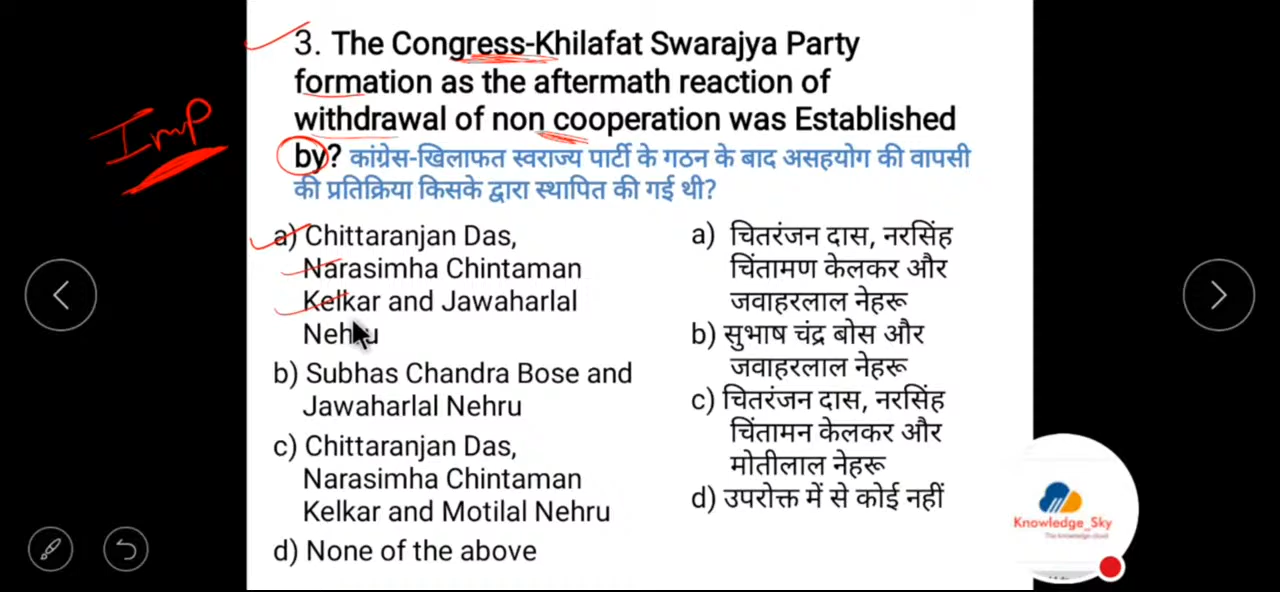 3. The Congress-Khilafat Swarajya Party
formation as the aftermath reaction of
withdrawal of non cooperation was Established
by? कांग्रेस-खिलाफत स्वराज्य पार्टी के गठन के बाद असहयोग की वापसी
की प्रतिक्रिया किसके द्वारा स्थापित की गई थी?
Imp
a) Chittaranjan Das,
Narasimha Chintaman
Kelkar and Jawaharlal
Nehru
b) Subhas Chandra Bose and
Jawaharlal Nehru
c) Chittaranjan Das,
Narasimha Chintaman
Kelkar and Motilal Nehru
d) None of the above
a) चितरंजन दास, नरसिंह
चिंतामण केलकर और
जवाहरलाल नेहरू
b) सुभाष चंद्र बोस और
जवाहरलाल नेहरू
c) चितरंजन दास, नरसिंह
चिंतामन केलकर और
मोतीलाल नेहरू
d) उपरोक्त में से कोई नहीं
Knowledge_Sky
The knowledge cloud